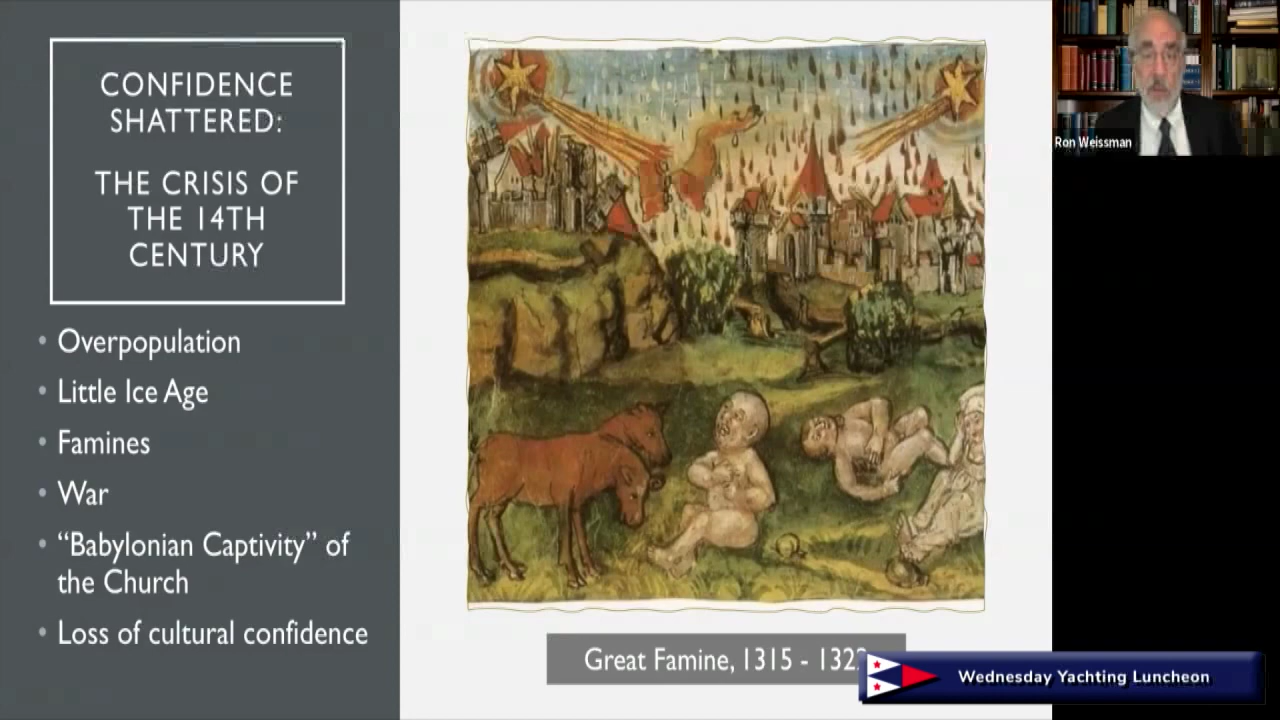 CONFIDENCE
SHATTERED:
THE CRISIS OF
THE 14TH
CENTURY
• Overpopulation
• Little Ice Age
• Famines
• War
• “Babylonian Captivity” of
the Church
• Loss of cultural confidence
Great Famine, 1315 - 132
Ron Weissman
Wednesday Yachting Luncheon